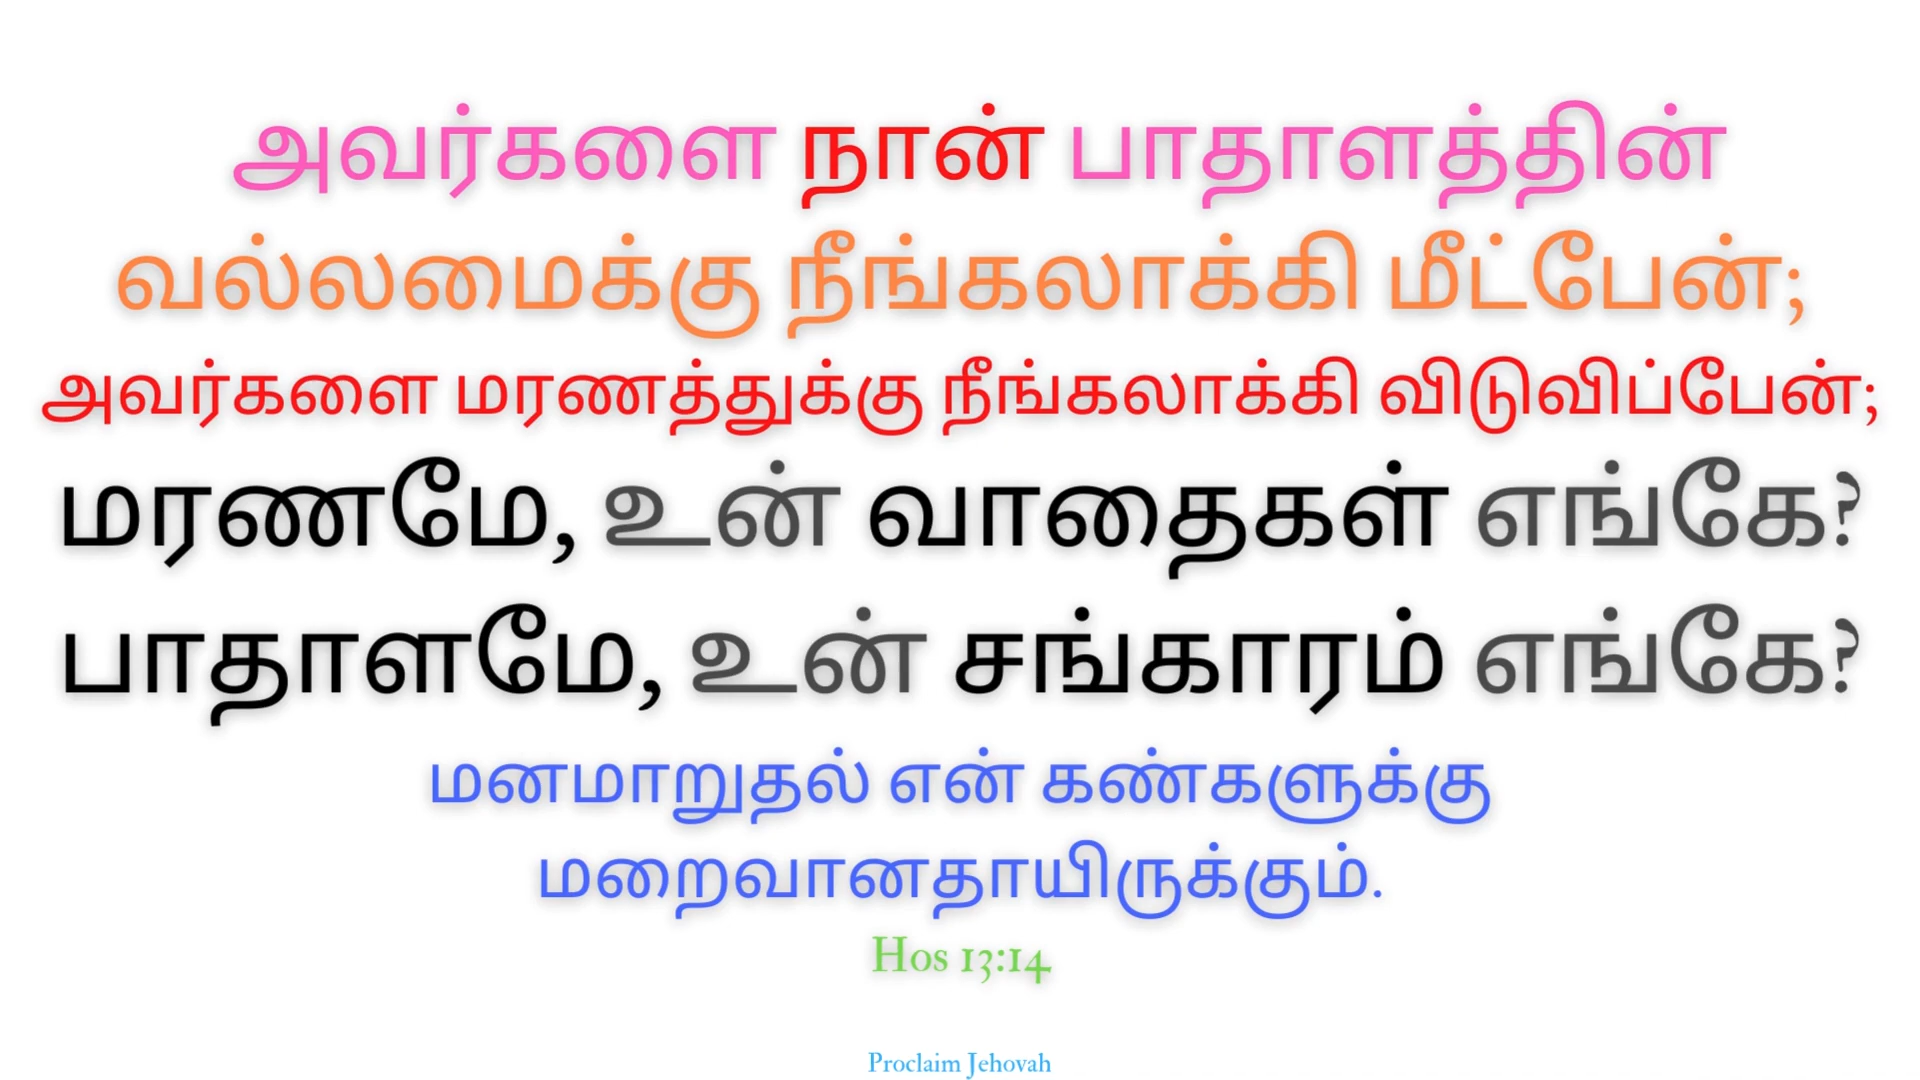 அவர்களை நான் பாதாளத்தின்
வல்லமைக்கு நீங்கலாக்கி மீட்பேன்;
அவர்களை மரணத்துக்கு நீங்கலாக்கி விடுவிப்பேன்;
மரணமே, உன் வாதைகள் எங்கே?
பாதாளமே, உன் சங்காரம் எங்கே?
மனமாறுதல் என் கண்களுக்கு
மறைவானதாயிருக்கும்.
Hos 13:14
Proclaim Jehovah